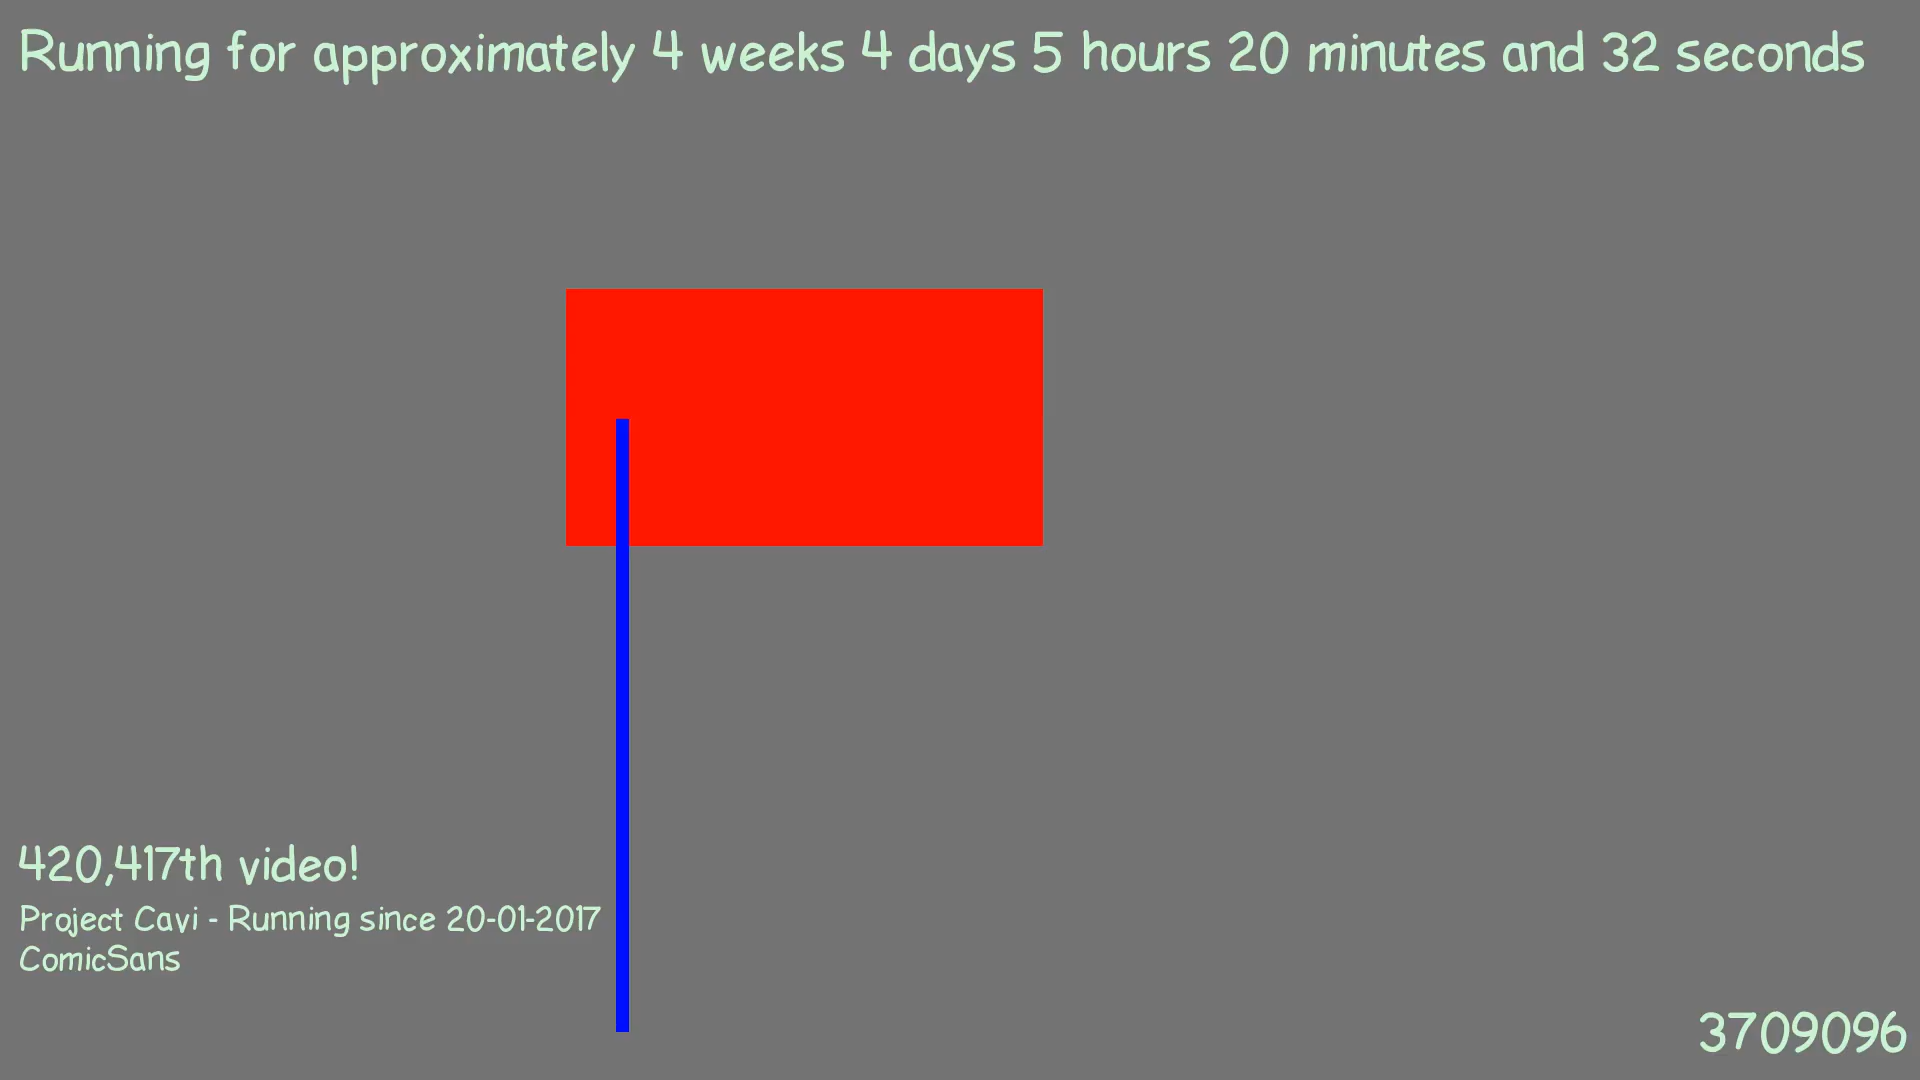 Running for approximately 4 weeks 4 days 5 hours 20 minutes and 32 seconds
420,417th video!
Project Cavi - Running since 20-01-2017
ComicSans
3709096